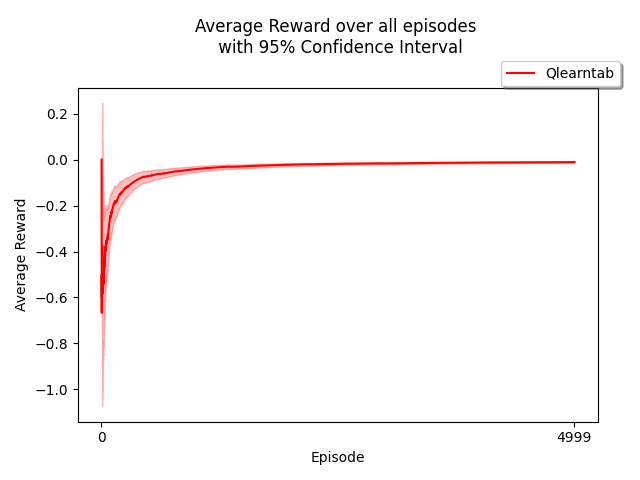 Average Reward over all episodes
with 95% Confidence Interval
Qlearntab
0.2
0.0
−0.2
−0.4
−0.6
−0.8
−1.0
Average Reward
0
4999
Episode